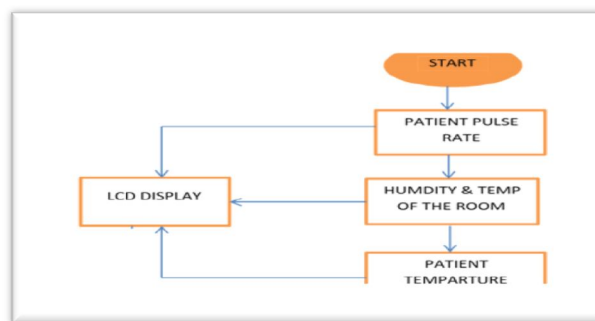 START
PATIENT PULSE
RATE
LCD DISPLAY
HUMDITY & TEMP
OF THE ROOM
PATIENT
TEMPARTURE